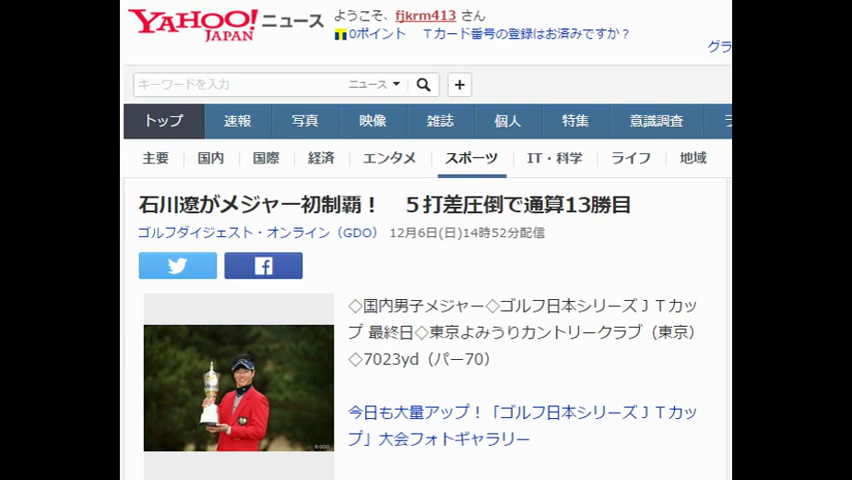 YAHOO! JAPAN ニュース
ようこそ、fjkrm413 さん
0ポイント Tカード番号の登録はお済みですか?
グラ
キーワードを入力 ニュース
トップ 速報 写真 映像 雑誌 個人 特集 意識調査 ラ
主要 国内 国際 経済 エンタメ スポーツ IT・科学 ライフ 地域
石川遼がメジャー初制覇! 5打差圧倒で通算13勝目
ゴルフダイジェスト・オンライン(GDO) 12月6日(日)14時52分配信
◇国内男子メジャー◇ゴルフ日本シリーズJTカッ
プ 最終日◇東京よみうりカントリークラブ(東京)
◇7023yd(パー70)
今日も大量アップ!「ゴルフ日本シリーズJTカッ
プ」大会フォトギャラリー
©GDO